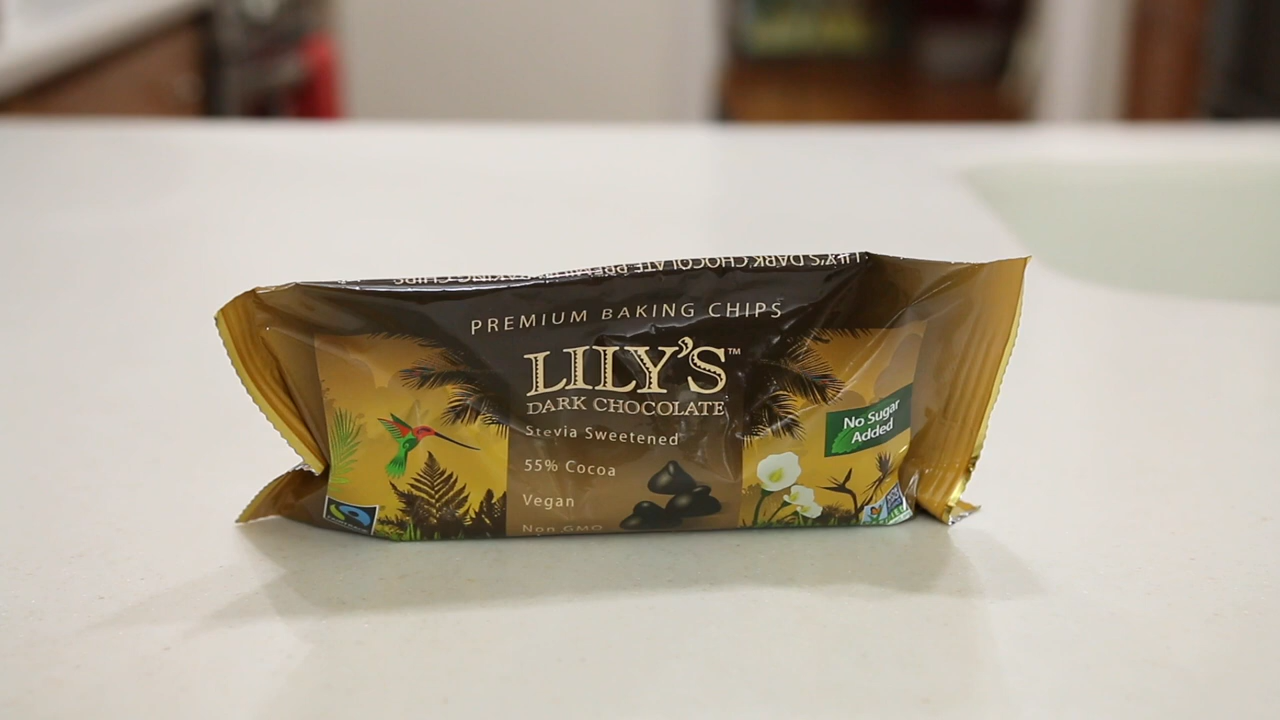 LILY'S DARK CHOCOLATE PREMIUM BAKING CHIPS
PREMIUM BAKING CHIPS
LILY'S™
DARK CHOCOLATE
Stevia Sweetened
55% Cocoa
Vegan
Non-GMO
No Sugar
Added
FAIRTRADE